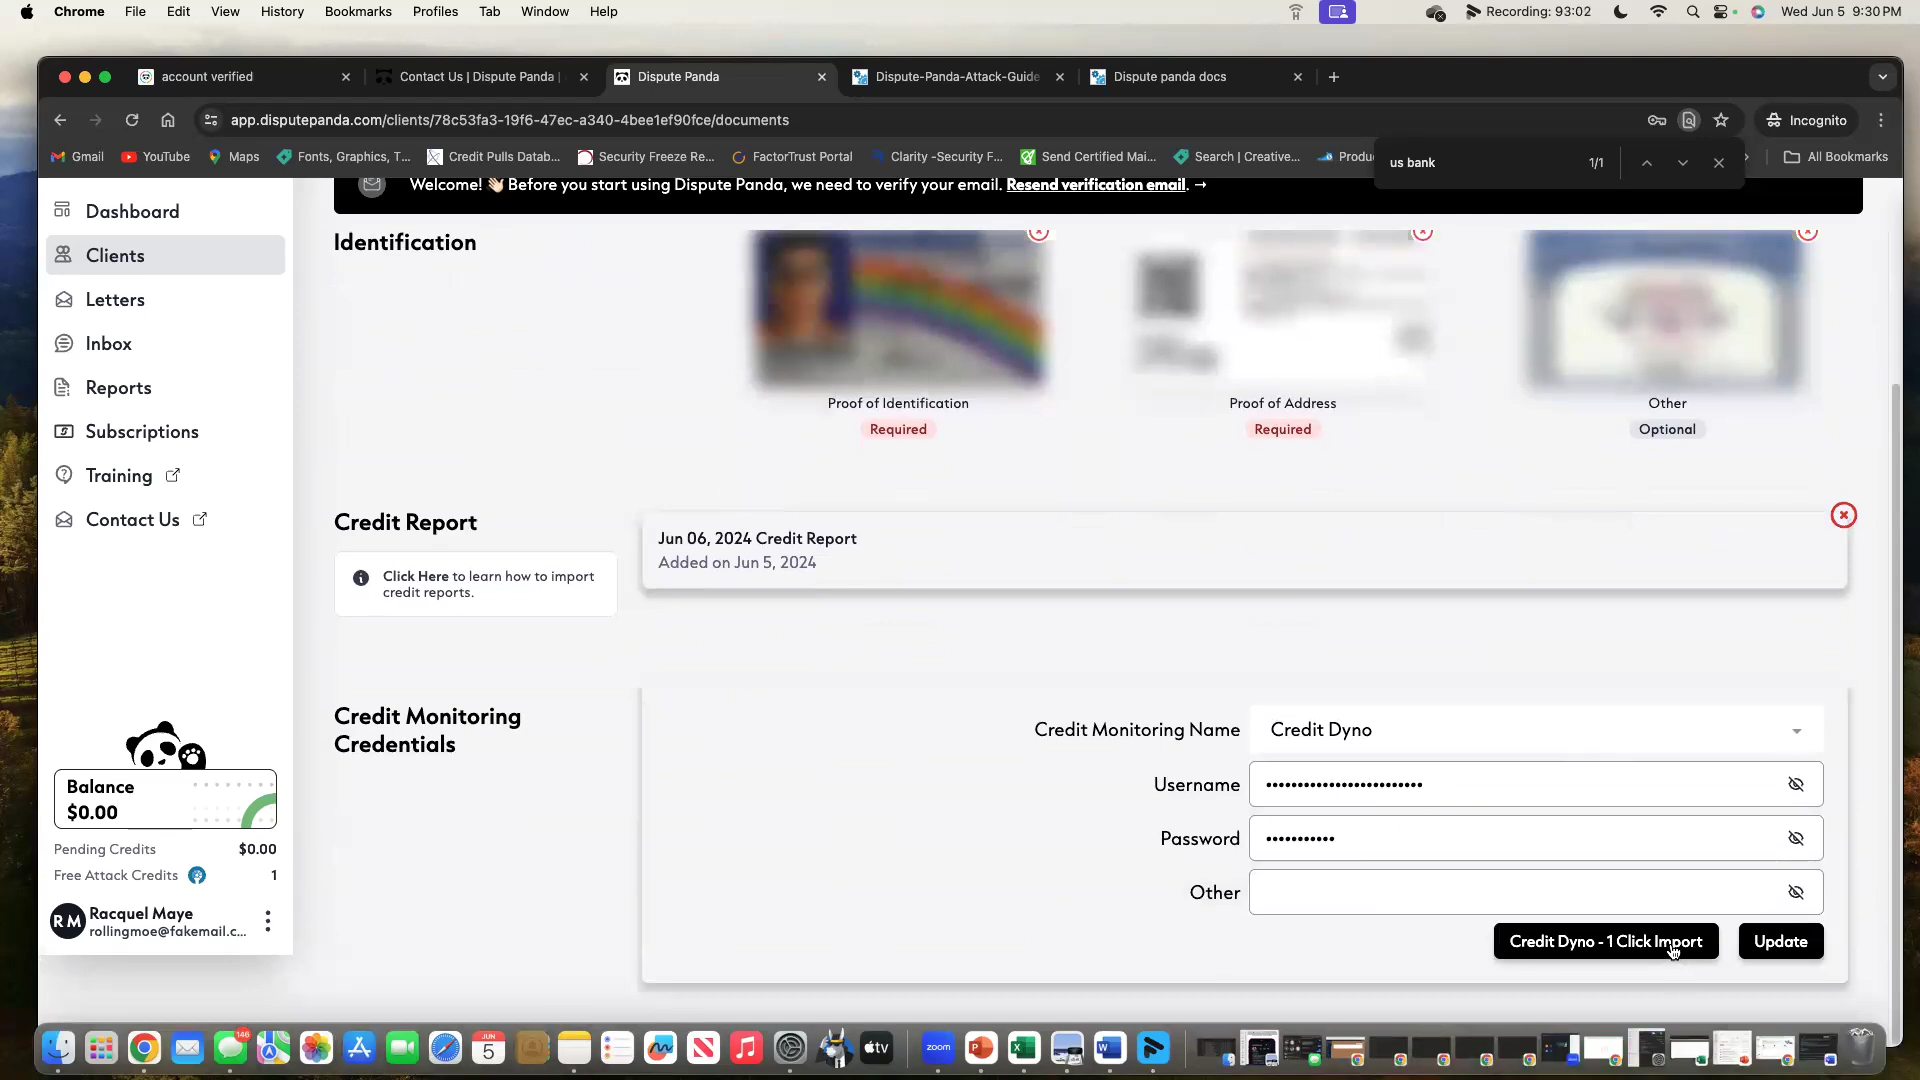 Chrome File Edit View History Bookmarks Profiles Tab Window Help Recording: 93:02 Wed Jun 5 9:30 PM
account verified Contact Us | Dispute Panda | Dispute Panda Dispute-Panda-Attack-Guide Dispute panda docs
app.disputepanda.com/clients/78c53fa3-19f6-47ec-a340-4bee1ef90fce/documents Incognito
Gmail YouTube Maps Fonts, Graphics, T... Credit Pulls Datab... Security Freeze Re... FactorTrust Portal Clarity -Security F... Send Certified Mai... Search | Creative... Produ All Bookmarks
us bank 1/1
Welcome! 👋🏻 Before you start using Dispute Panda, we need to verify your email. Resend verification email. →
Dashboard
Clients
Letters
Inbox
Reports
Subscriptions
Training
Contact Us
Balance
$0.00
Pending Credits $0.00
Free Attack Credits 1
RM Racquel Maye
rollingmoe@fakemail.c...
Identification
Proof of Identification
Required
Proof of Address
Required
Other
Optional
Credit Report
Click Here to learn how to import
credit reports.
Jun 06, 2024 Credit Report
Added on Jun 5, 2024
Credit Monitoring
Credentials
Credit Monitoring Name Credit Dyno
Username
Password
Other
Credit Dyno - 1 Click Import Update
146
JUN
5
tv
zoom